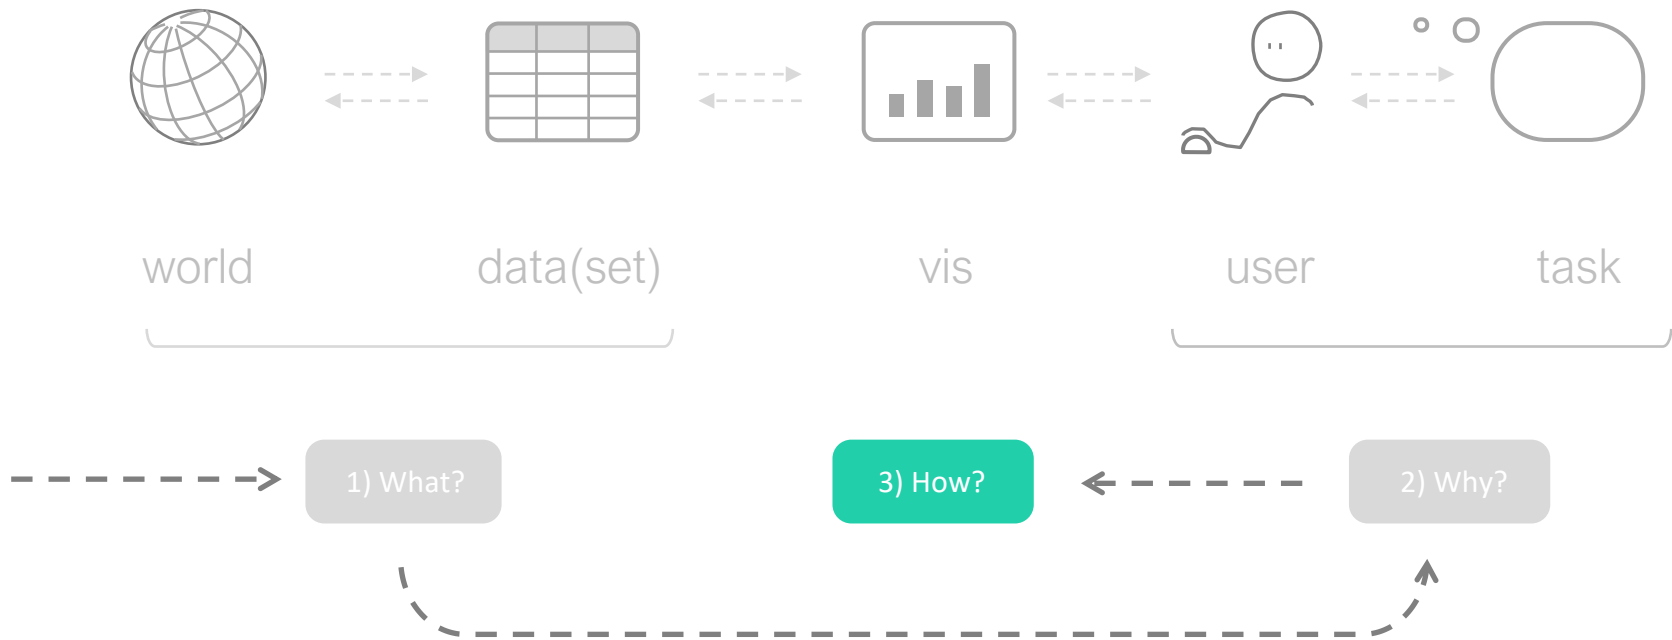 world data(set) vis user task
1) What? 3) How? 2) Why?